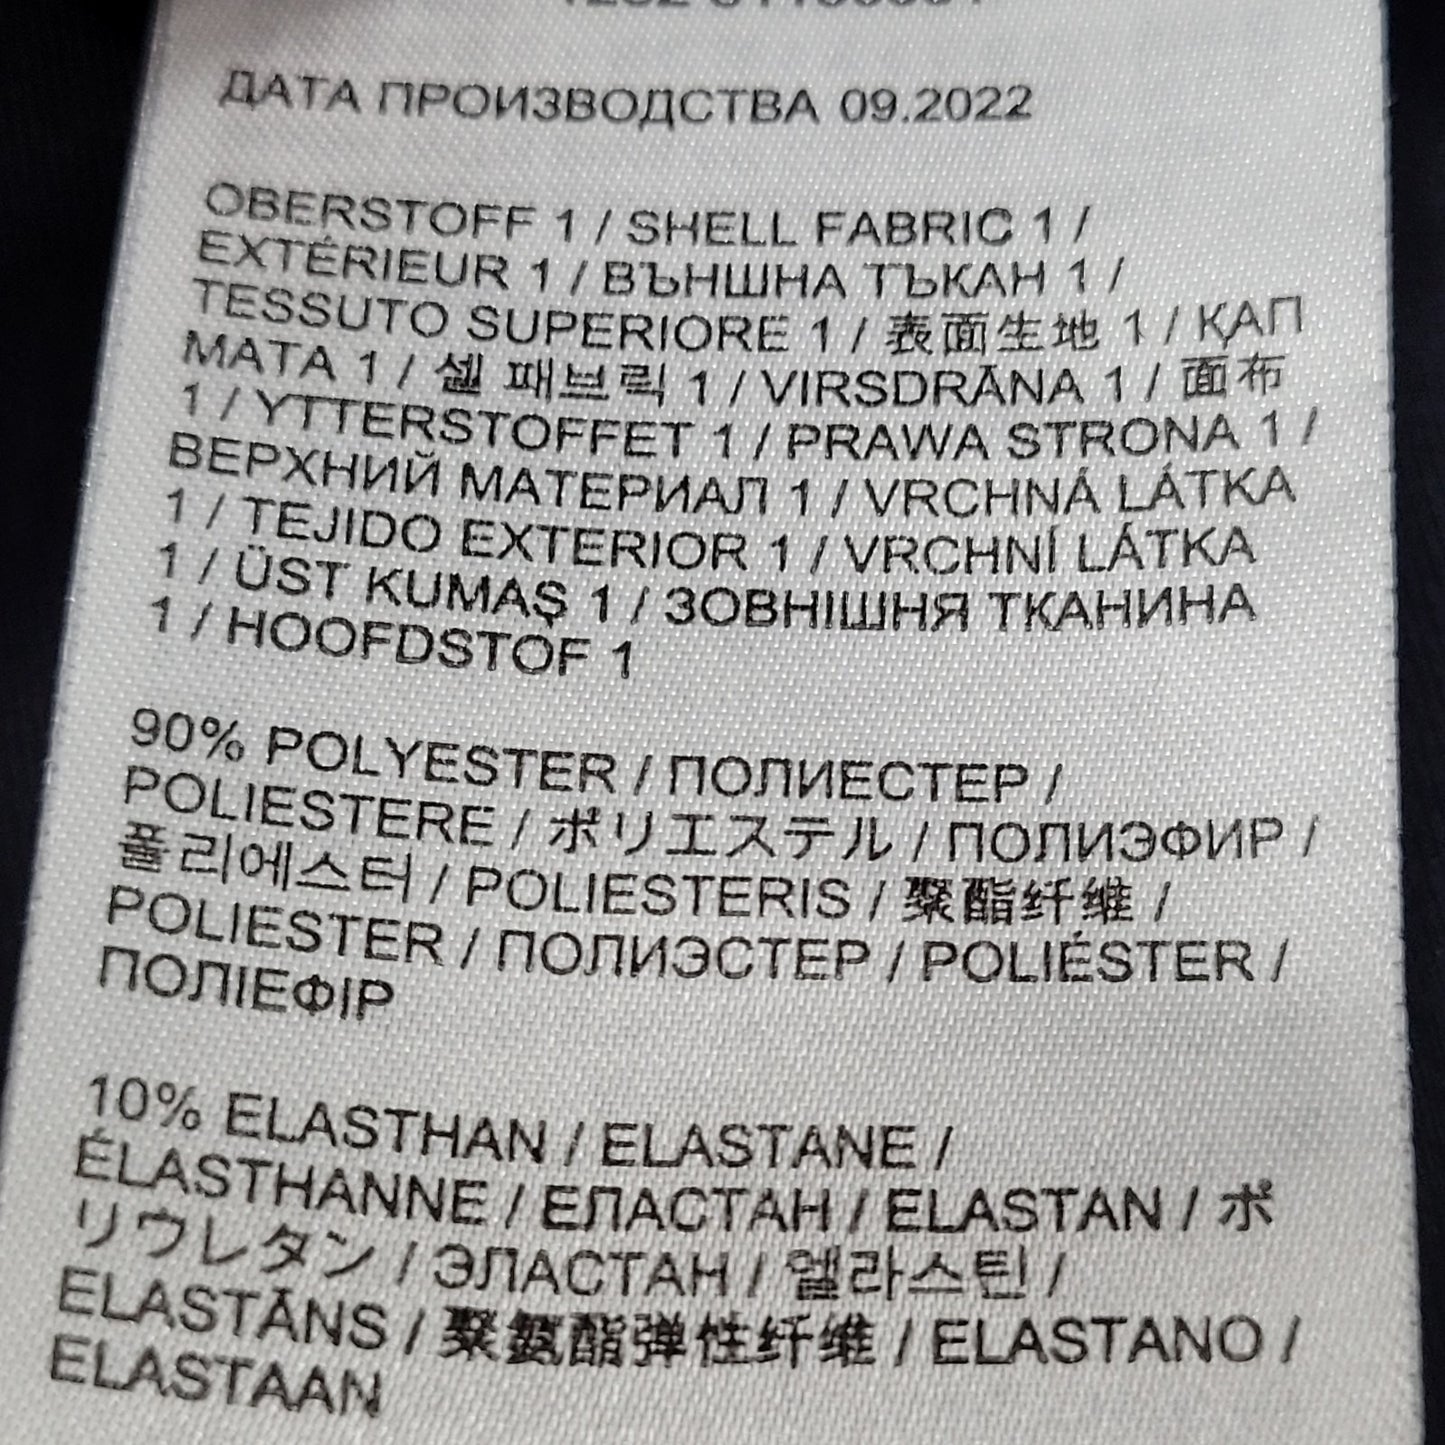 ДАТА ПРОИЗВОДСТВА 09.2022
OBERSTOFF 1 / SHELL FABRIC 1 /
EXTÉRIEUR 1 / ВЪНШНА ТЪКАН 1 /
TESSUTO SUPERIORE 1 / 表面生地 1 / ҚАП
МАТА 1 / 셸 패브릭 1 / VIRSDRĀNA 1 / 面布
1 / YTTERSTOFFET 1 / PRAWA STRONA 1 /
ВЕРХНИЙ МАТЕРИАЛ 1 / VRCHNÁ LÁTKA
1 / TEJIDO EXTERIOR 1 / VRCHNÍ LÁTKA
1 / ÜST KUMAŞ 1 / ЗОВНІШНЯ ТКАНИНА
1 / HOOFDSTOF 1
90% POLYESTER / ПОЛИЕСТЕР /
POLIESTERE / ポリエステル / ПОЛИЭФИР /
폴리에스터 / POLIESTERIS / 聚酯纤维 /
POLIESTER / ПОЛИЭСТЕР / POLIÉSTER /
ПОЛІЕФІР
10% ELASTHAN / ELASTANE /
ÉLASTHANNE / ЕЛАСТАН / ELASTAN / ポ
リウレタン / ЭЛАСТАН / 엘라스틴 /
ELASTĀNS / 聚氨酯弹性纤维 / ELASTANO /
ELASTAAN